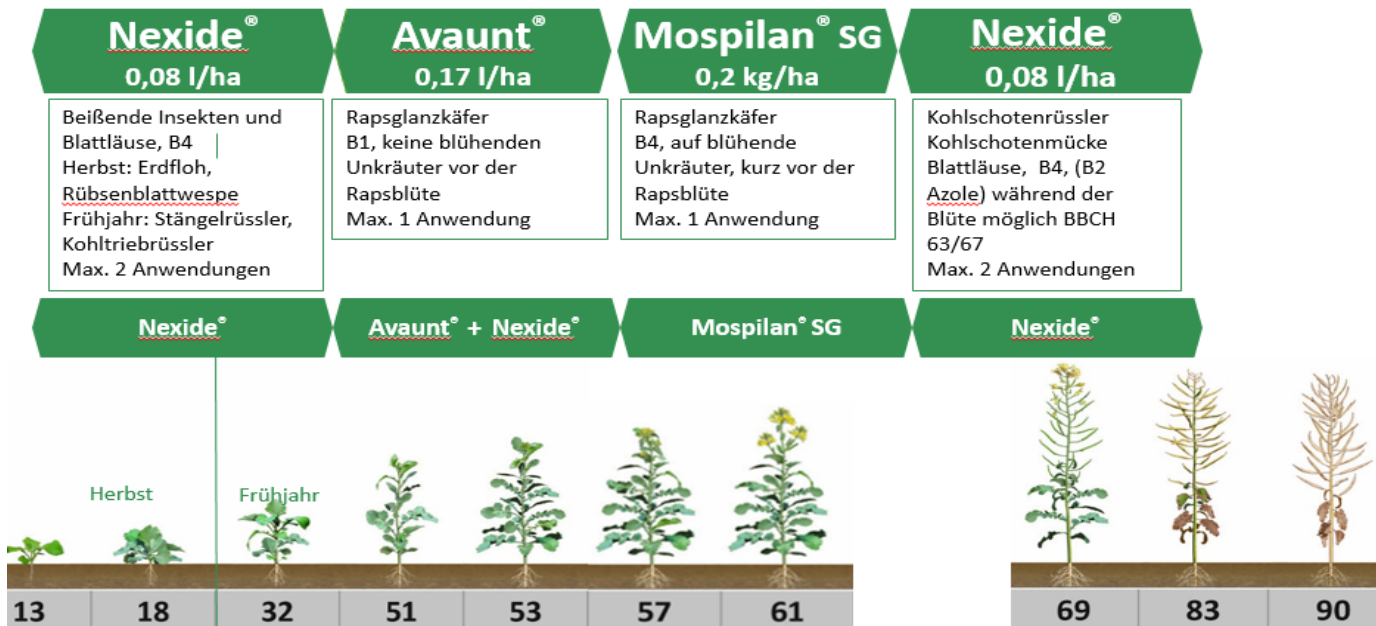 Nexide®
0,08 l/ha
Avaunt®
0,17 l/ha
Mospilan® SG
0,2 kg/ha
Nexide®
0,08 l/ha
Beißende Insekten und
Blattläuse, B4
Herbst: Erdfloh,
Rübsenblattwespe
Frühjahr: Stängelrüssler,
Kohltriebrüssler
Max. 2 Anwendungen
Rapsglanzkäfer
B1, keine blühenden
Unkräuter vor der
Rapsblüte
Max. 1 Anwendung
Rapsglanzkäfer
B4, auf blühende
Unkräuter, kurz vor der
Rapsblüte
Max. 1 Anwendung
Kohlschotenrüssler
Kohlschotenmücke
Blattläuse, B4, (B2
Azole) während der
Blüte möglich BBCH
63/67
Max. 2 Anwendungen
Nexide®
Avaunt® + Nexide®
Mospilan® SG
Nexide®
Herbst
Frühjahr
13 18 32 51 53 57 61 69 83 90